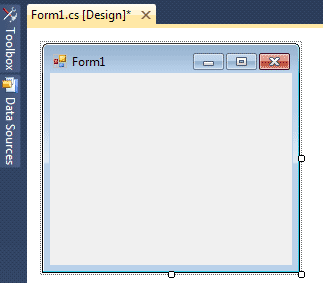 Form1.cs [Design]*
Toolbox
Data Sources
Form1